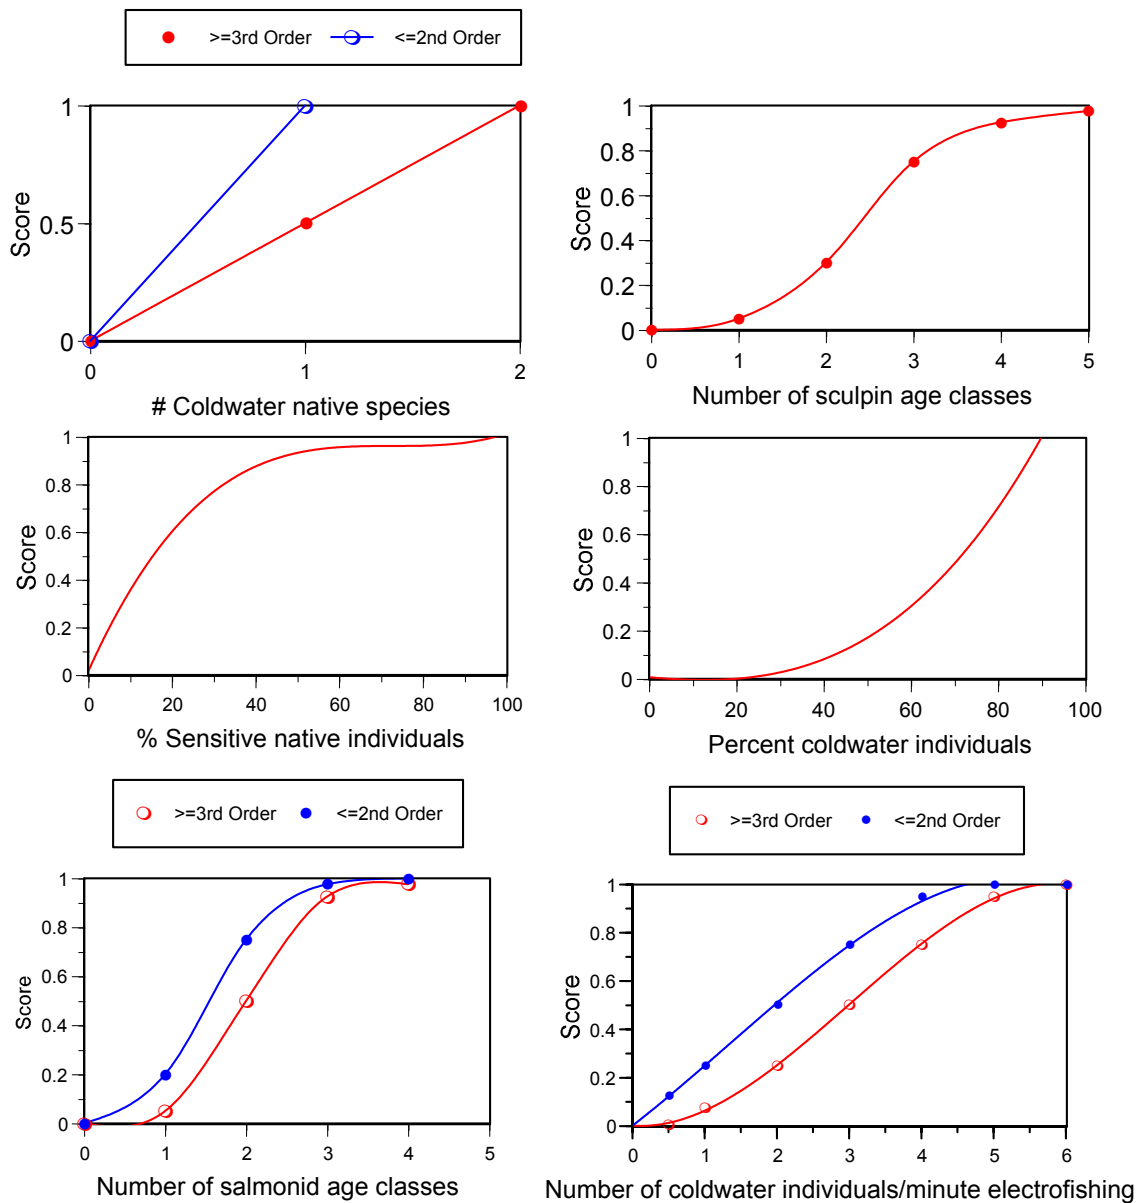 >=3rd Order <=2nd Order
1
0.5
0
Score
0 1 2
# Coldwater native species
1
0.8
0.6
0.4
0.2
0
Score
0 1 2 3 4 5
Number of sculpin age classes
1
0.8
0.6
0.4
0.2
0
Score
0 20 40 60 80 100
% Sensitive native individuals
1
0.8
0.6
0.4
0.2
0
Score
0 20 40 60 80 100
Percent coldwater individuals
>=3rd Order <=2nd Order
1
0.8
0.6
0.4
0.2
0
Score
0 1 2 3 4 5
Number of salmonid age classes
>=3rd Order <=2nd Order
1
0.8
0.6
0.4
0.2
0
Score
0 1 2 3 4 5 6
Number of coldwater individuals/minute electrofishing